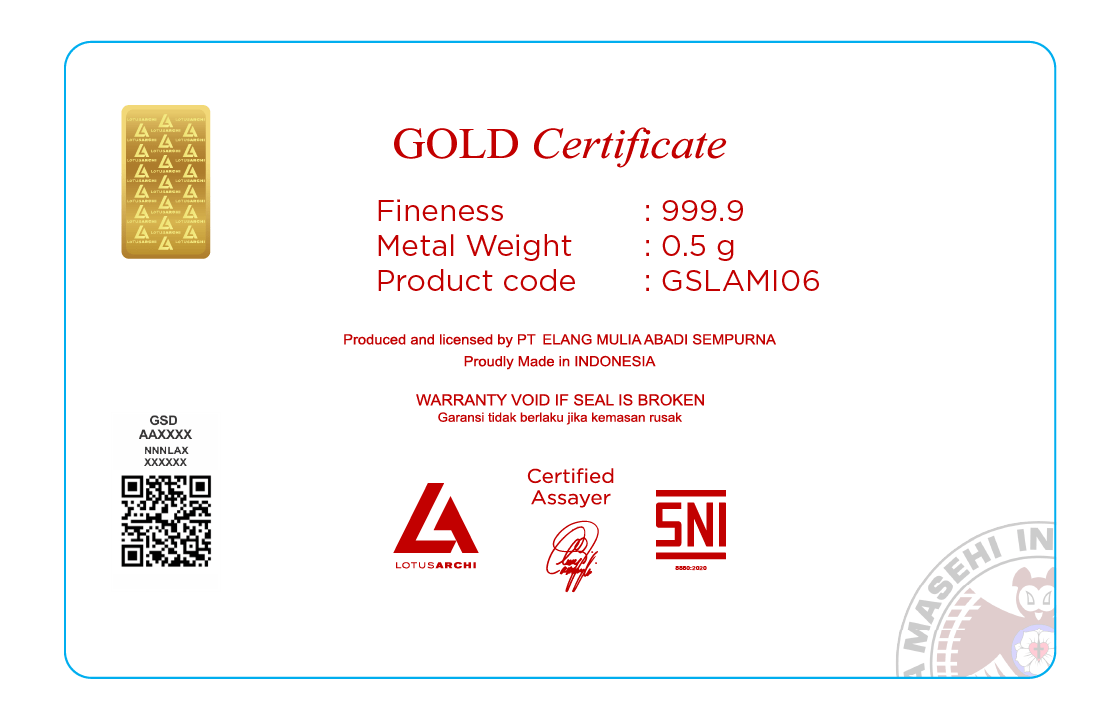 GOLD Certificate
Fineness : 999.9
Metal Weight : 0.5 g
Product code : GSLAMI06
Produced and licensed by PT ELANG MULIA ABADI SEMPURNA
Proudly Made in INDONESIA
WARRANTY VOID IF SEAL IS BROKEN
Garansi tidak berlaku jika kemasan rusak
GSD
AAXXXX
NNNLAX
XXXXXX
LOTUSARCHI
Certified
Assayer
SNI
8880:2020
MASEHI IN